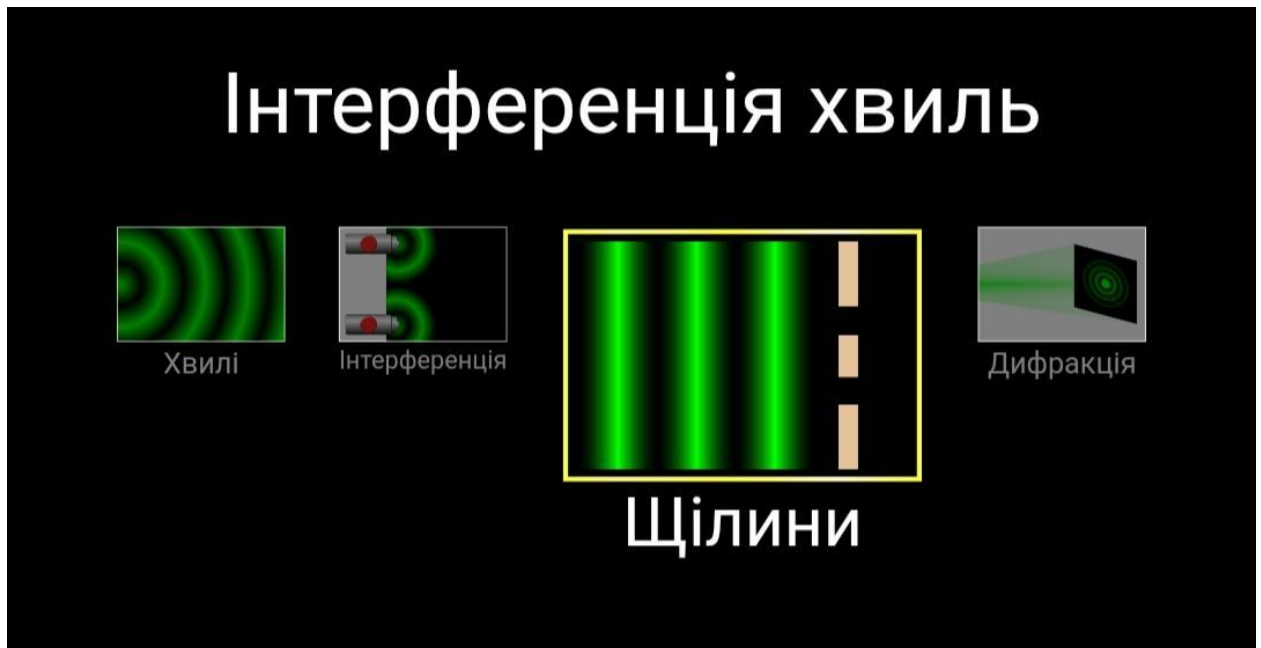 Інтерференція хвиль
Хвилі
Інтерференція
Щілини
Дифракція